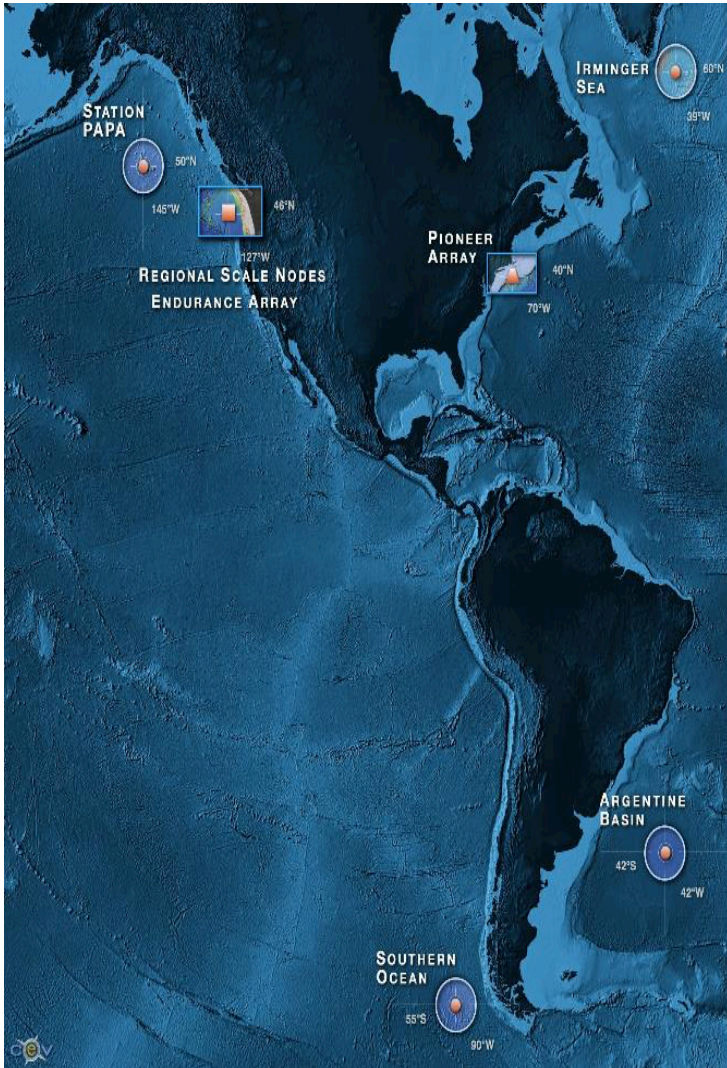 IRMINGER
SEA
60°N
39°W
STATION
PAPA
50°N
145°W
46°N
127°W
REGIONAL SCALE NODES
ENDURANCE ARRAY
PIONEER
ARRAY
40°N
70°W
ARGENTINE
BASIN
42°S
42°W
SOUTHERN
OCEAN
55°S
90°W
cev